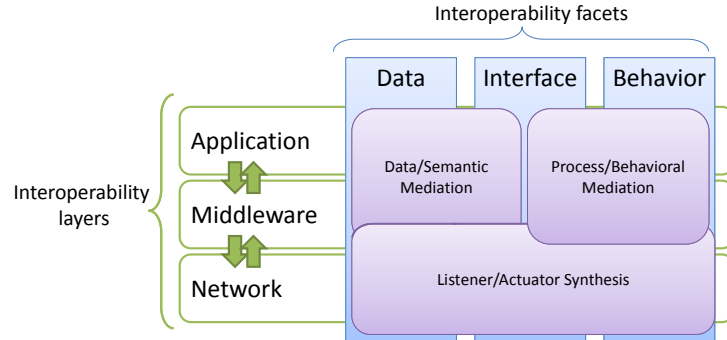 Interoperability facets
Data
Interface
Behavior
Application
Data/Semantic
Mediation
Process/Behavioral
Mediation
Interoperability
layers
Middleware
Listener/Actuator Synthesis
Network